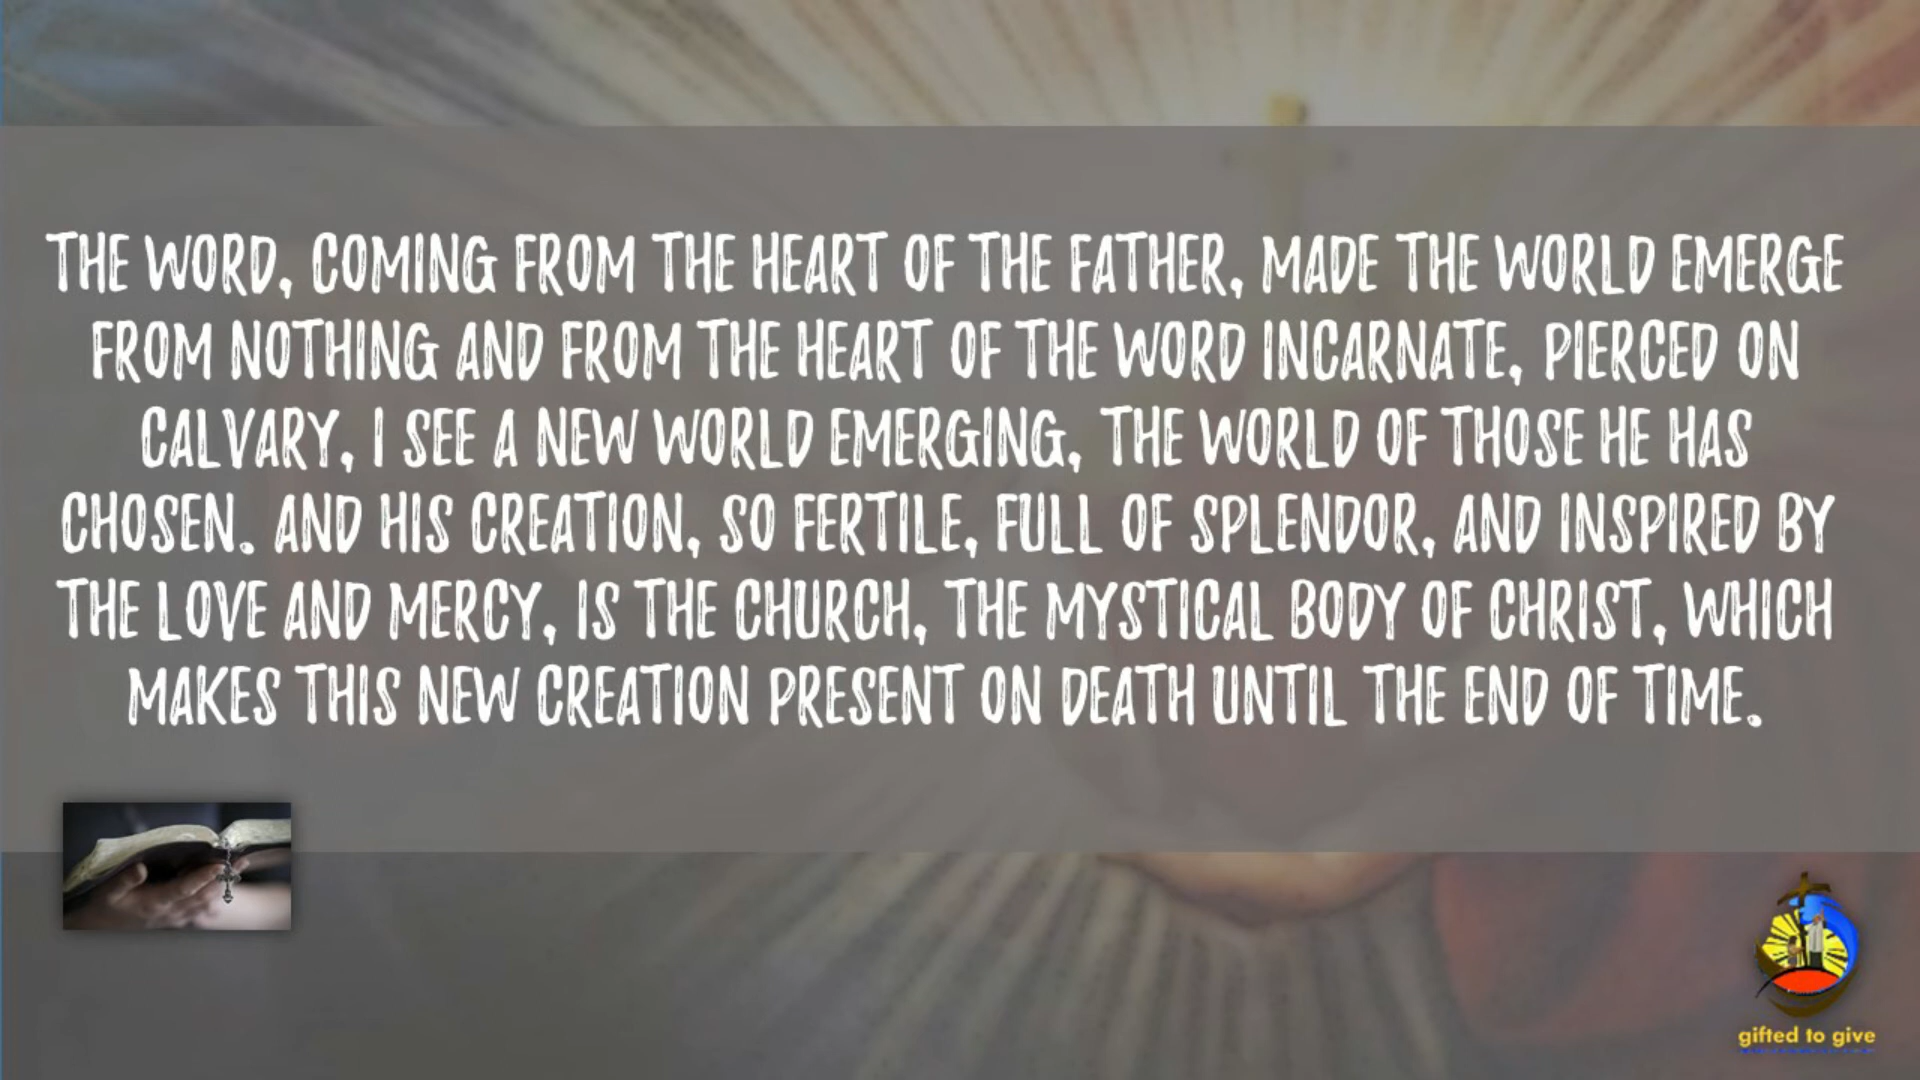 THE WORD, COMING FROM THE HEART OF THE FATHER, MADE THE WORLD EMERGE
FROM NOTHING AND FROM THE HEART OF THE WORD INCARNATE, PIERCED ON
CALVARY, I SEE A NEW WORLD EMERGING, THE WORLD OF THOSE HE HAS
CHOSEN. AND HIS CREATION, SO FERTILE, FULL OF SPLENDOR, AND INSPIRED BY
THE LOVE AND MERCY, IS THE CHURCH, THE MYSTICAL BODY OF CHRIST, WHICH
MAKES THIS NEW CREATION PRESENT ON DEATH UNTIL THE END OF TIME.
gifted to give